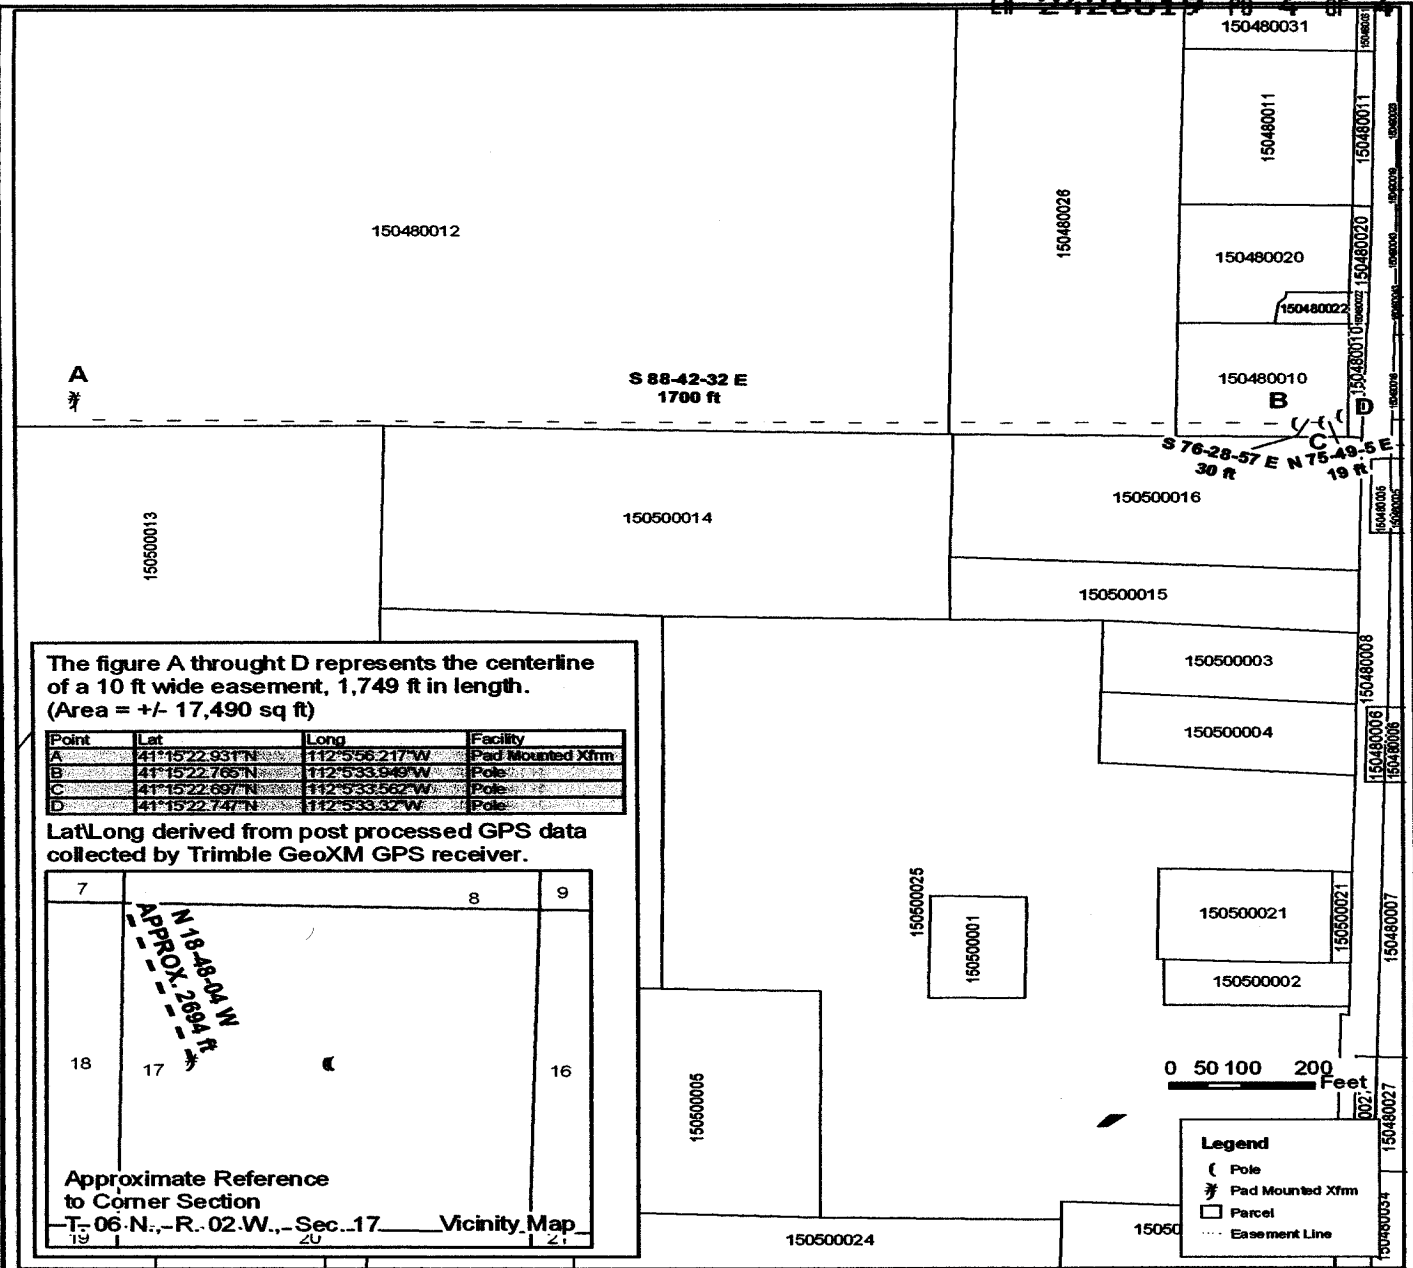 150480031
150480031
150480011
150480011
150480026
150480012
150480020
150480020
150480022
150480010
150480010
A
S 88-42-32 E
1700 ft
B
D
C
S 76-28-57 E
30 ft
N 75-49-5 E
19 ft
150500013
150500014
150500016
150480005
150480005
150500015
150500003
150480008
150500004
150480006
150480006
The figure A throught D represents the centerline
of a 10 ft wide easement, 1,749 ft in length.
(Area = +/- 17,490 sq ft)
Point Lat Long Facility
A 41°15'22.931"N 112°5'56.217"W Pad Mounted Xfrm
B 41°15'22.765"N 112°5'33.949"W Pole
C 41°15'22.697"N 112°5'33.562"W Pole
D 41°15'22.747"N 112°5'33.32"W Pole
Lat\Long derived from post processed GPS data
collected by Trimble GeoXM GPS receiver.
7
8
9
N 18-48-04 W
APPROX. 2694 ft
18
17
16
Approximate Reference
to Corner Section
T. 06 N., R. 02 W., Sec. 17
Vicinity Map
19
20
21
150500025
150500001
150500021
150500021
150480007
150500002
150500005
0 50 100 200
Feet
150480027
Legend
Pole
Pad Mounted Xfrm
Parcel
Easement Line
150500024
150480034